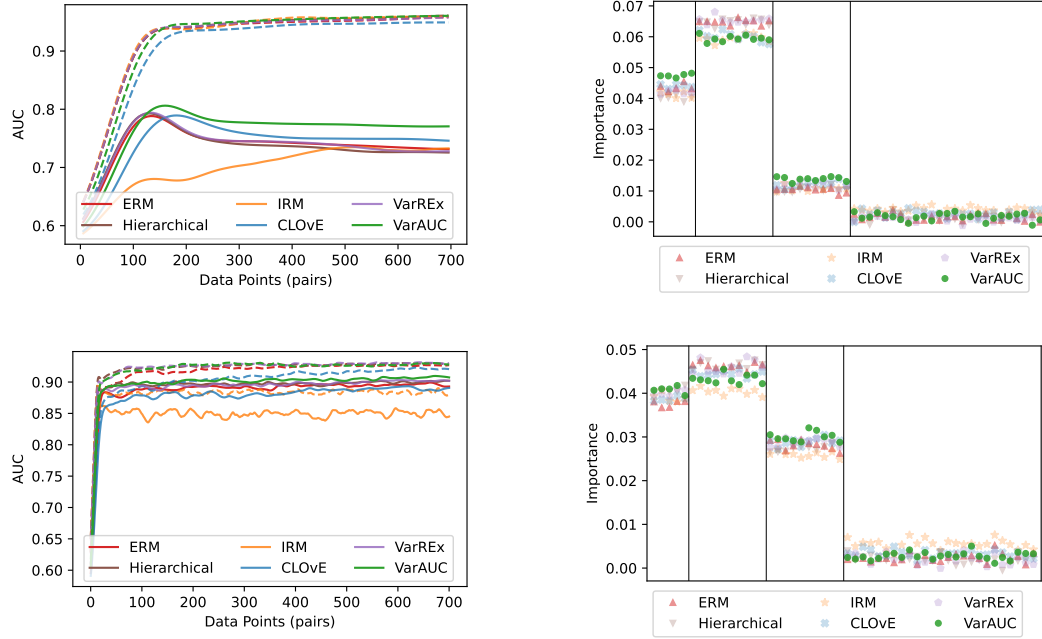 0.9
0.8
0.7
0.6
AUC
ERM IRM VarREx
Hierarchical CLOvE VarAUC
0 100 200 300 400 500 600 700
Data Points (pairs)
0.07
0.06
0.05
0.04
0.03
0.02
0.01
0.00
Importance
ERM IRM VarREx
Hierarchical CLOvE VarAUC
0.90
0.85
0.80
0.75
0.70
0.65
0.60
AUC
ERM IRM VarREx
Hierarchical CLOvE VarAUC
0 100 200 300 400 500 600 700
Data Points (pairs)
0.05
0.04
0.03
0.02
0.01
0.00
Importance
ERM IRM VarREx
Hierarchical CLOvE VarAUC